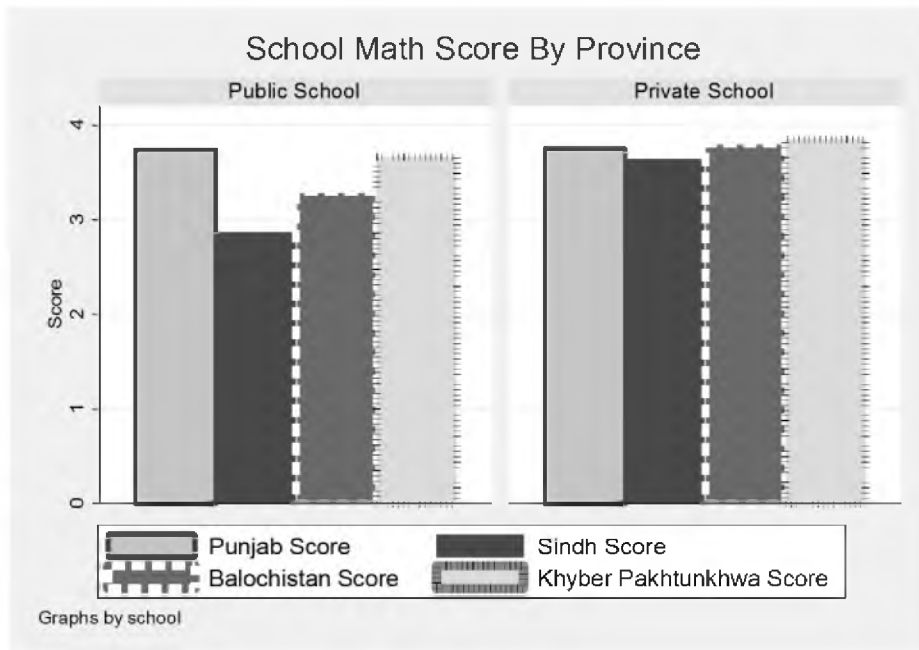 School Math Score By Province
Public School
Private School
4
3
2
1
0
Score
Punjab Score
Sindh Score
Balochistan Score
Khyber Pakhtunkhwa Score
Graphs by school